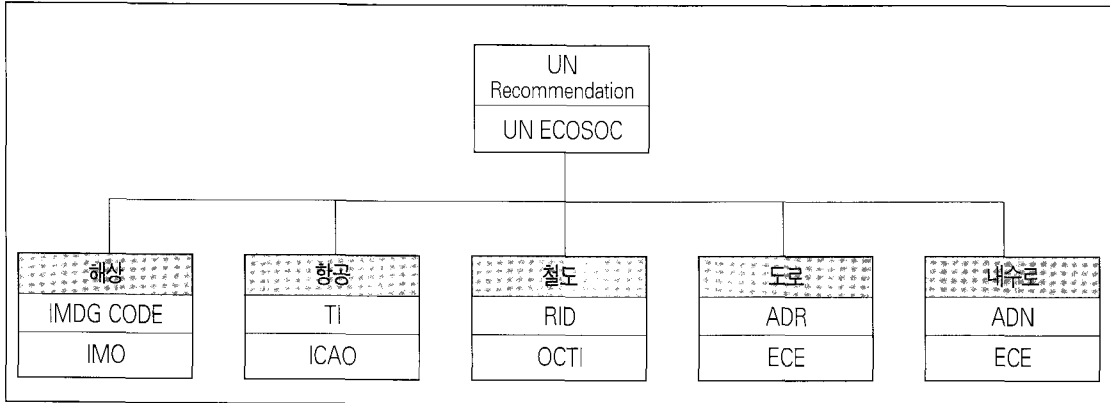 UN
Recommendation
UN ECOSOC
해상
IMDG CODE
IMO
항공
TI
ICAO
철도
RID
OCTI
도로
ADR
ECE
내수로
ADN
ECE